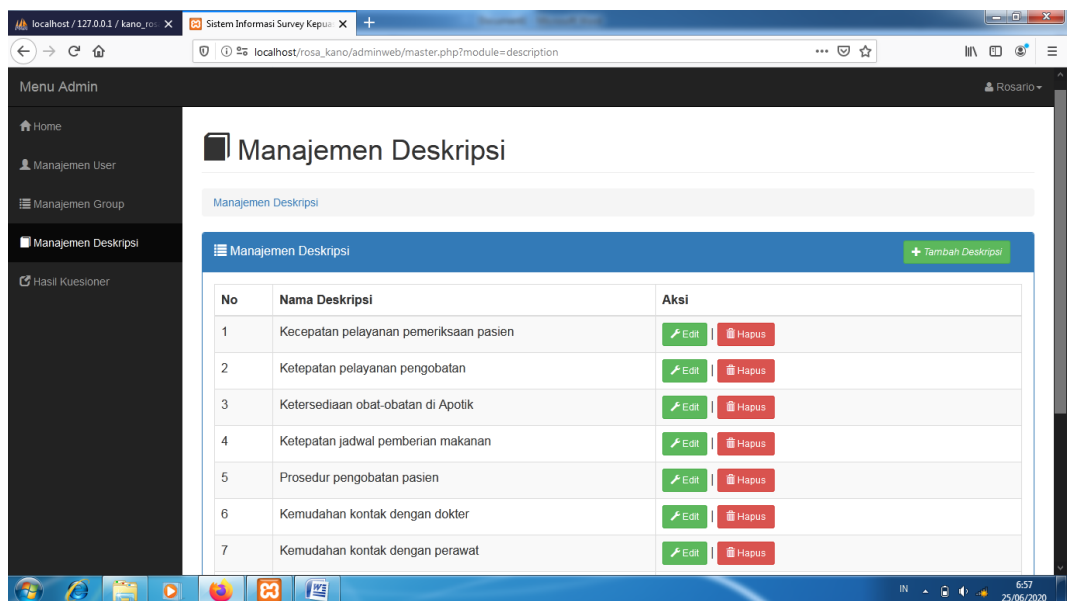 localhost / 127.0.0.1 / kano_ros
Sistem Informasi Survey Kepua
localhost/rosa_kano/adminweb/master.php?module=description
Menu Admin
Rosario
Home
Manajemen User
Manajemen Group
Manajemen Deskripsi
Hasil Kuesioner
Manajemen Deskripsi
Manajemen Deskripsi
Manajemen Deskripsi
Tambah Deskripsi
No Nama Deskripsi Aksi
1 Kecepatan pelayanan pemeriksaan pasien Edit | Hapus
2 Ketepatan pelayanan pengobatan Edit | Hapus
3 Ketersediaan obat-obatan di Apotik Edit | Hapus
4 Ketepatan jadwal pemberian makanan Edit | Hapus
5 Prosedur pengobatan pasien Edit | Hapus
6 Kemudahan kontak dengan dokter Edit | Hapus
7 Kemudahan kontak dengan perawat Edit | Hapus
IN
6:57
25/06/2020